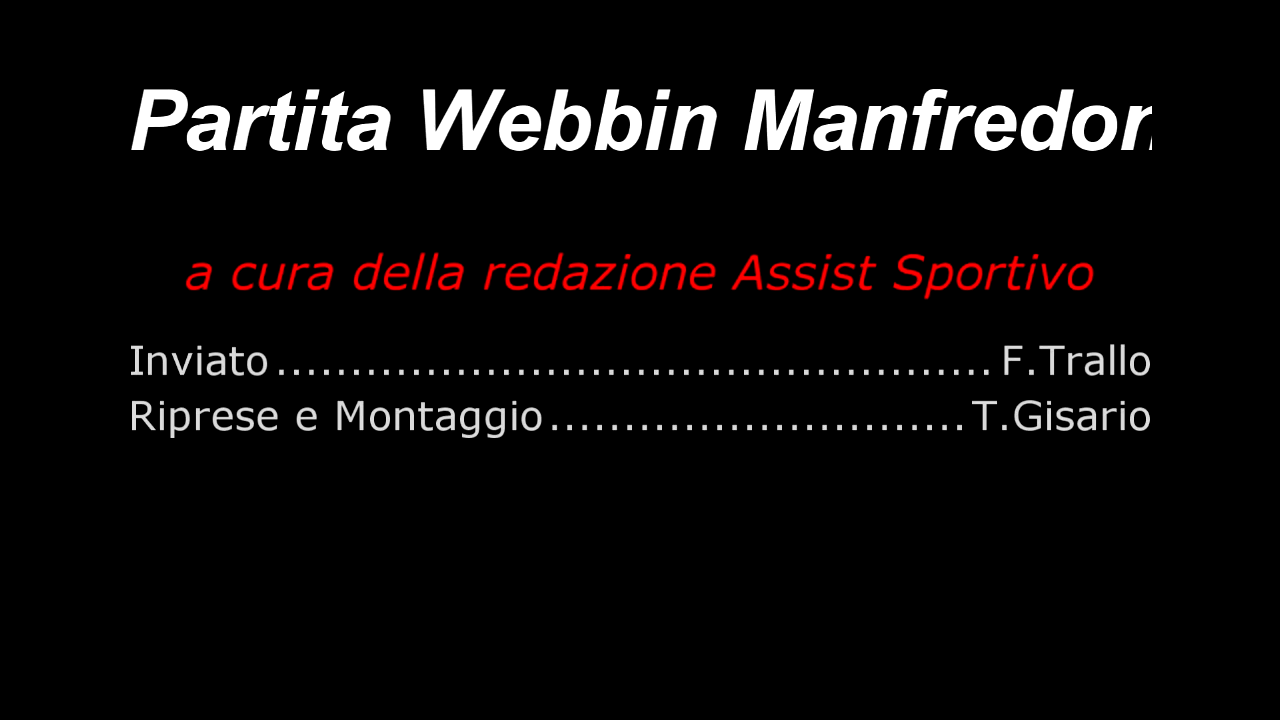 Partita Webbin Manfredon
a cura della redazione Assist Sportivo
Inviato................................................F.Trallo
Riprese e Montaggio............................T.Gisario